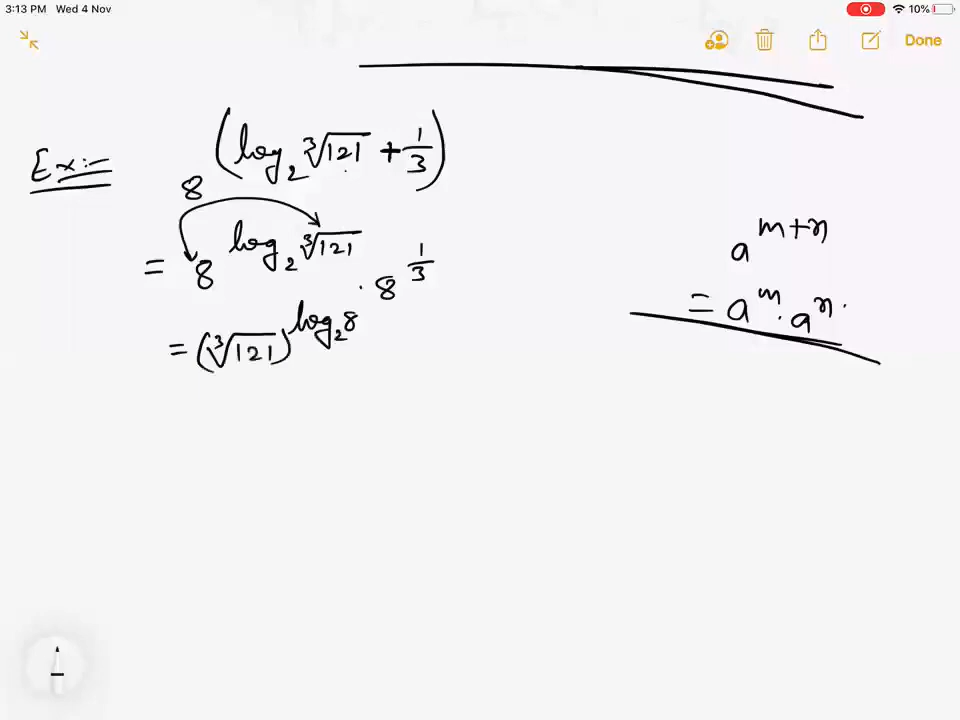 3:13 PM Wed 4 Nov 10%
Done
Ex:- 8^(log₂ ∛121 + 1/3)
= 8^(log₂ ∛121) · 8^(1/3)
= (∛121)^(log₂ 8)
a^(m+n)
= a^m · a^n ·